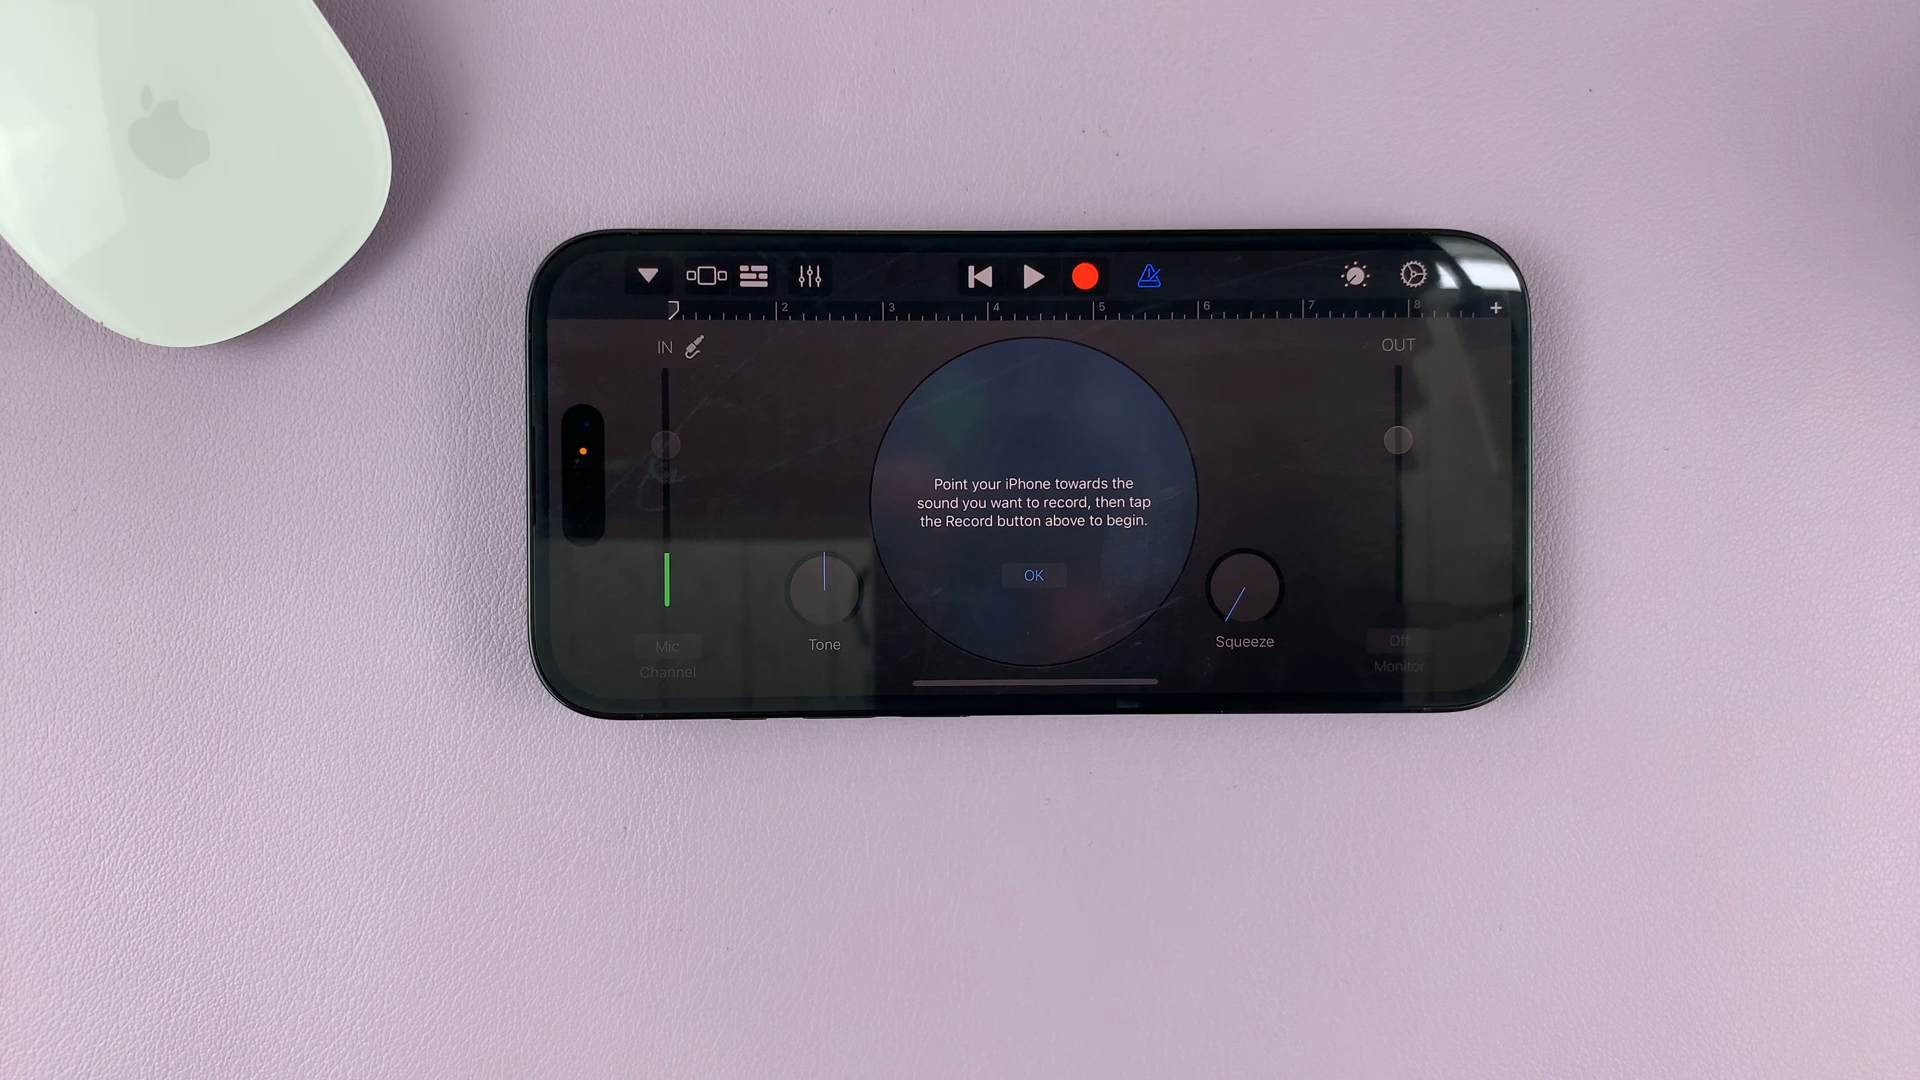 2 3 4 5 6 7 8
IN
OUT
Point your iPhone towards the
sound you want to record, then tap
the Record button above to begin.
OK
Tone
Squeeze
Mic
Channel
Off
Monitor